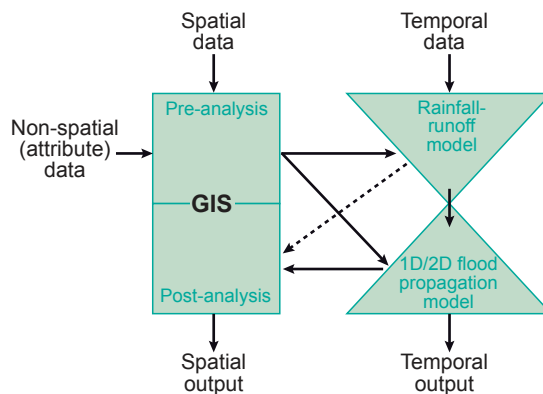 Spatial
data
Temporal
data
Pre-analysis
Rainfall-
runoff
model
Non-spatial
(attribute)
data
GIS
1D/2D flood
propagation
model
Post-analysis
Spatial
output
Temporal
output